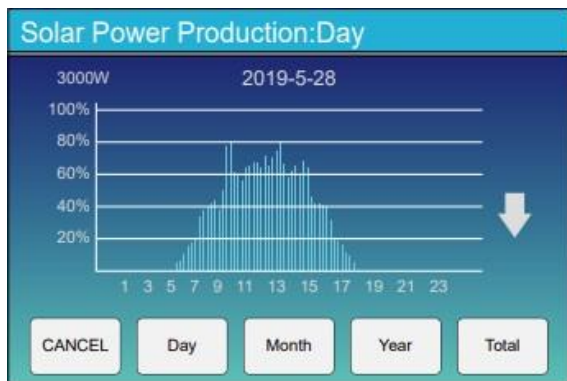 Solar Power Production:Day
3000W 2019-5-28
100%
80%
60%
40%
20%
1 3 5 7 9 11 13 15 17 19 21 23
CANCEL Day Month Year Total